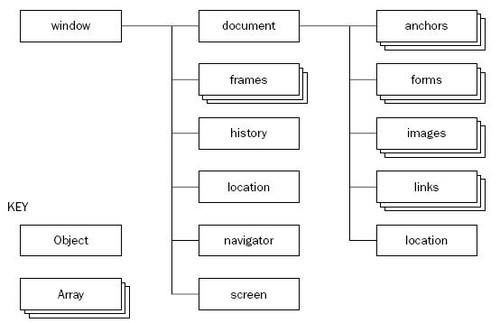 window
document
anchors
frames
forms
history
images
location
links
KEY
Object
navigator
location
Array
screen